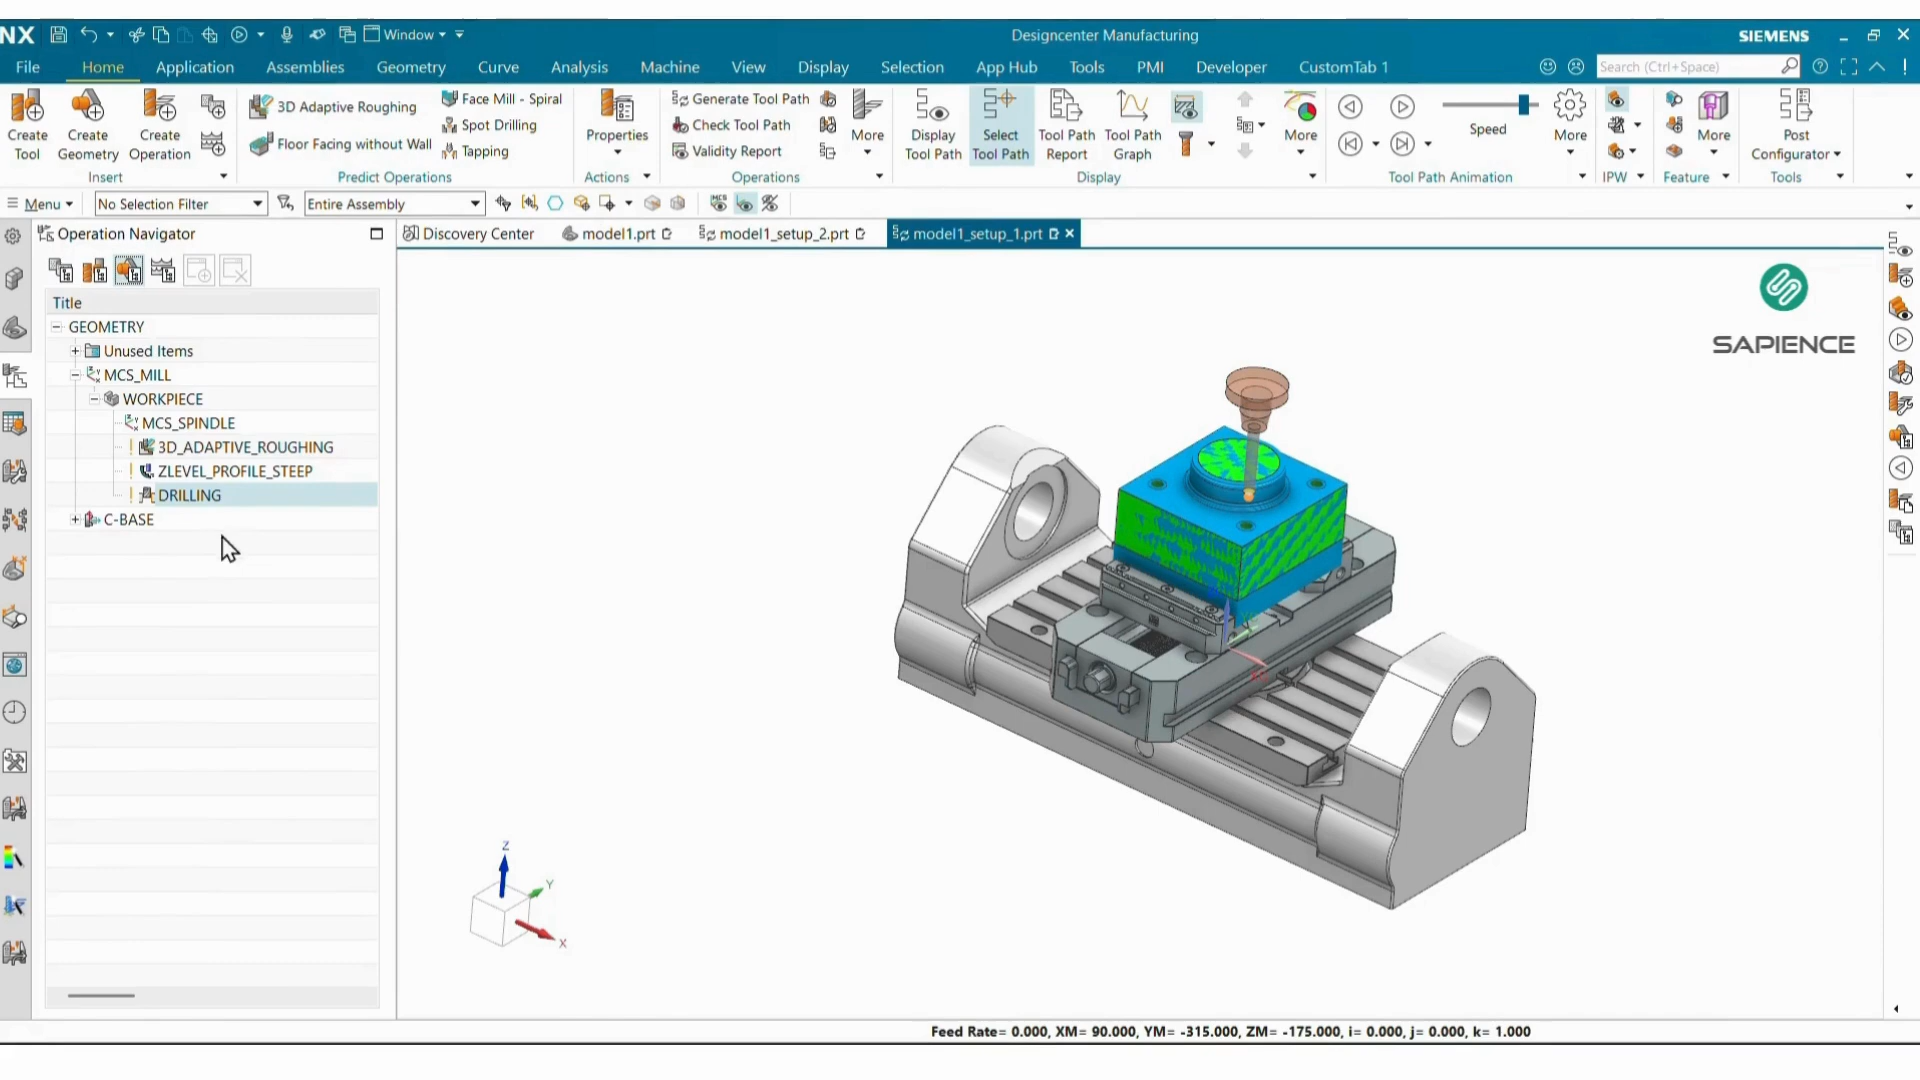 NX
Window
Designcenter Manufacturing
SIEMENS
File Home Application Assemblies Geometry Curve Analysis Machine View Display Selection App Hub Tools PMI Developer CustomTab 1
Search (Ctrl+Space)
Create Tool
Create Geometry
Create Operation
Insert
3D Adaptive Roughing
Floor Facing without Wall
Face Mill - Spiral
Spot Drilling
Tapping
Predict Operations
Properties
Actions
Generate Tool Path
Check Tool Path
Validity Report
More
Operations
Display Tool Path
Select Tool Path
Tool Path Report
Tool Path Graph
More
Display
Speed
More
Tool Path Animation
IPW
More
Feature
Post Configurator
Tools
Menu
No Selection Filter
Entire Assembly
MCS
Operation Navigator
Discovery Center
model1.prt
model1_setup_2.prt
model1_setup_1.prt
Title
GEOMETRY
Unused Items
MCS_MILL
WORKPIECE
MCS_SPINDLE
3D_ADAPTIVE_ROUGHING
ZLEVEL_PROFILE_STEEP
DRILLING
C-BASE
SAPIENCE
Z
Y
X
Feed Rate= 0.000, XM= 90.000, YM= -315.000, ZM= -175.000, i= 0.000, j= 0.000, k= 1.000